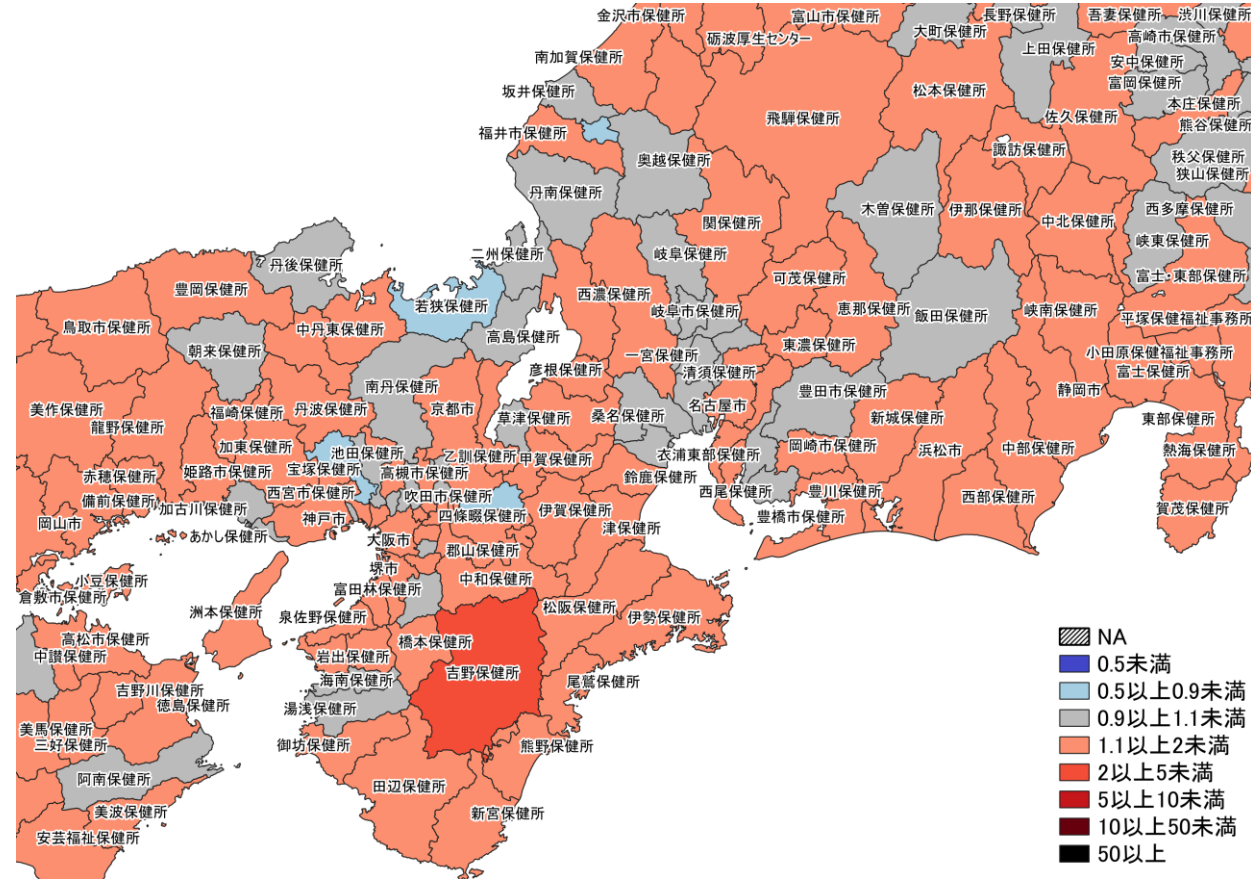 金沢市保健所
富山市保健所
長野保健所
吾妻保健所
渋川保健所
大町保健所
砺波厚生センター
高崎市保健所
南加賀保健所
上田保健所
安中保健所
富岡保健所
坂井保健所
松本保健所
本庄保健所
佐久保健所
飛騨保健所
熊谷保健所
福井市保健所
諏訪保健所
奥越保健所
秩父保健所
狭山保健所
丹南保健所
木曽保健所
伊那保健所
西多摩保健所
中北保健所
関保健所
峡東保健所
二州保健所
岐阜保健所
丹後保健所
可茂保健所
富士・東部保健所
豊岡保健所
西濃保健所
若狭保健所
恵那保健所
飯田保健所
峡南保健所
岐阜市保健所
平塚保健福祉事務所
鳥取市保健所
中丹東保健所
高島保健所
東濃保健所
朝来保健所
一宮保健所
小田原保健福祉事務所
彦根保健所
清須保健所
富士保健所
南丹保健所
豊田市保健所
静岡市
美作保健所
福崎保健所
丹波保健所
京都市
名古屋市
龍野保健所
草津保健所
桑名保健所
新城保健所
東部保健所
加東保健所
岡崎市保健所
浜松市
中部保健所
池田保健所
乙訓保健所
甲賀保健所
衣浦東部保健所
熱海保健所
宝塚保健所
姫路市保健所
高槻市保健所
赤穂保健所
鈴鹿保健所
西宮市保健所
吹田市保健所
西尾保健所
豊川保健所
西部保健所
備前保健所
加古川保健所
伊賀保健所
賀茂保健所
四條畷保健所
岡山市
神戸市
豊橋市保健所
津保健所
あかし保健所
大阪市
郡山保健所
堺市
小豆保健所
中和保健所
富田林保健所
倉敷市保健所
洲本保健所
松阪保健所
泉佐野保健所
伊勢保健所
高松市保健所
橋本保健所
中讃保健所
岩出保健所
吉野保健所
海南保健所
尾鷲保健所
吉野川保健所
徳島保健所
湯浅保健所
美馬保健所
三好保健所
御坊保健所
熊野保健所
阿南保健所
田辺保健所
美波保健所
新宮保健所
安芸福祉保健所
NA
0.5未満
0.5以上0.9未満
0.9以上1.1未満
1.1以上2未満
2以上5未満
5以上10未満
10以上50未満
50以上